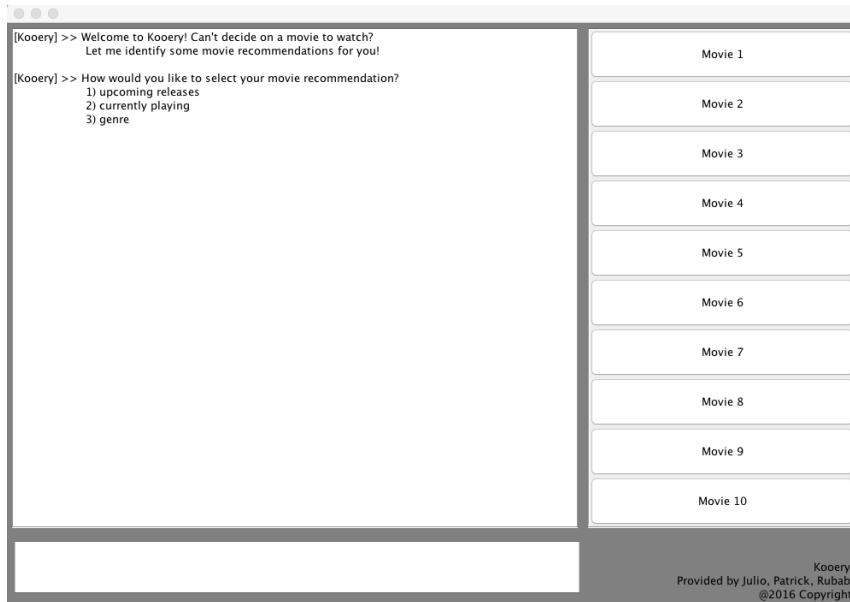 [Kooery] >> Welcome to Kooery! Can't decide on a movie to watch?
Let me identify some movie recommendations for you!
[Kooery] >> How would you like to select your movie recommendation?
1) upcoming releases
2) currently playing
3) genre
Movie 1
Movie 2
Movie 3
Movie 4
Movie 5
Movie 6
Movie 7
Movie 8
Movie 9
Movie 10
Kooery
Provided by Julio, Patrick, Rubab
@2016 Copyright